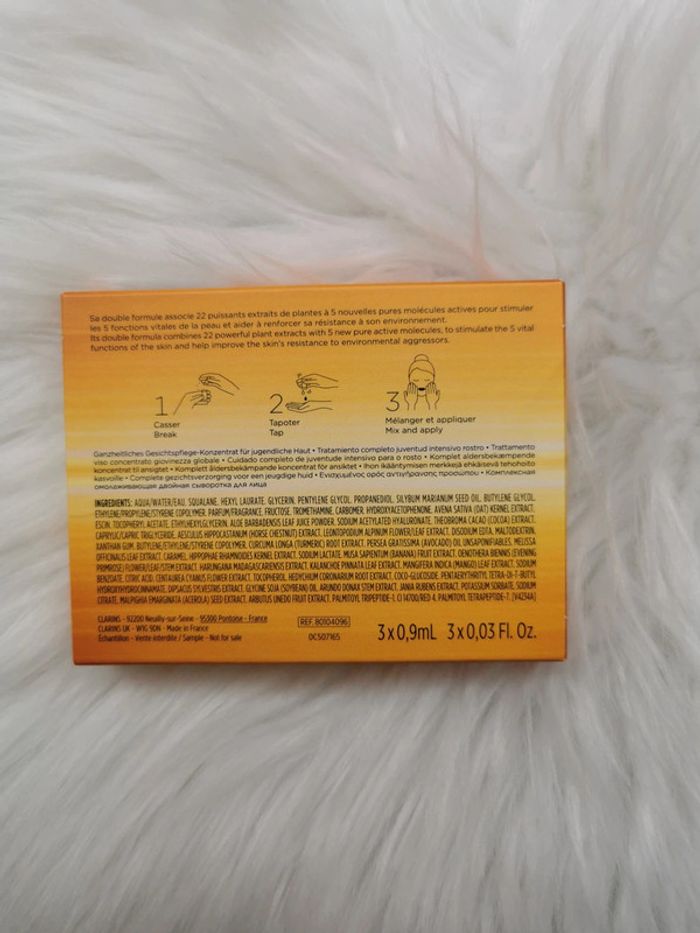 Sa double formule associe 22 puissants extraits de plantes à 5 nouvelles pures molécules actives pour stimuler
les 5 fonctions vitales de la peau et aider à renforcer sa résistance à son environnement.
Its double formula combines 22 powerful plant extracts with 5 new pure active molecules, to stimulate the 5 vital
functions of the skin and help improve the skin's resistance to environmental aggressors.
1 2 3
Casser Tapoter Mélanger et appliquer
Break Tap Mix and apply
Ganzheitliches Gesichtspflege-Konzentrat für jugendliche Haut • Tratamiento completo juventud intensivo rostro • Trattamento
viso concentrato giovinezza globale • Cuidado completo de juventude intensivo para o rosto • Komplet aldersbekæmpende
koncentrat til ansigtet • Komplett åldersbekämpande koncentrat för ansiktet • Ihon ikääntymisen merkkejä ehkäisevä tehohoito
kasvoille • Complete gezichtsverzorging voor een jeugdige huid • Ενισχυμένος ορός αντιγήρανσης προσώπου • Комплексная
омолаживающая двойная сыворотка для лица
INGREDIENTS: AQUA/WATER/EAU, SQUALANE, HEXYL LAURATE, GLYCERIN, PENTYLENE GLYCOL, PROPANEDIOL, SILYBUM MARIANUM SEED OIL, BUTYLENE GLYCOL,
ETHYLENE/PROPYLENE/STYRENE COPOLYMER, PARFUM/FRAGRANCE, FRUCTOSE, TROMETHAMINE, CARBOMER, HYDROXYACETOPHENONE, AVENA SATIVA (OAT) KERNEL EXTRACT,
ESCIN, TOCOPHERYL ACETATE, ETHYLHEXYLGLYCERIN, ALOE BARBADENSIS LEAF JUICE POWDER, SODIUM ACETYLATED HYALURONATE, THEOBROMA CACAO (COCOA) EXTRACT,
CAPRYLIC/CAPRIC TRIGLYCERIDE, AESCULUS HIPPOCASTANUM (HORSE CHESTNUT) EXTRACT, LEONTOPODIUM ALPINUM FLOWER/LEAF EXTRACT, DISODIUM EDTA, MALTODEXTRIN,
XANTHAN GUM, BUTYLENE/ETHYLENE/STYRENE COPOLYMER, CURCUMA LONGA (TURMERIC) ROOT EXTRACT, PERSEA GRATISSIMA (AVOCADO) OIL UNSAPONIFIABLES, MELISSA
OFFICINALIS LEAF EXTRACT, CARAMEL, HIPPOPHAE RHAMNOIDES KERNEL EXTRACT, SODIUM LACTATE, MUSA SAPIENTUM (BANANA) FRUIT EXTRACT, OENOTHERA BIENNIS (EVENING
PRIMROSE) FLOWER/LEAF/STEM EXTRACT, HARUNGANA MADAGASCARIENSIS EXTRACT, KALANCHOE PINNATA LEAF EXTRACT, MANGIFERA INDICA (MANGO) LEAF EXTRACT, SODIUM
BENZOATE, CITRIC ACID, CENTAUREA CYANUS FLOWER EXTRACT, TOCOPHEROL, HEDYCHIUM CORONARIUM ROOT EXTRACT, COCO-GLUCOSIDE, PENTAERYTHRITYL TETRA-DI-T-BUTYL
HYDROXYHYDROCINNAMATE, DIPSACUS SYLVESTRIS EXTRACT, GLYCINE SOJA (SOYBEAN) OIL, ARUNDO DONAX STEM EXTRACT, JANIA RUBENS EXTRACT, POTASSIUM SORBATE, SODIUM
CITRATE, MALPIGHIA EMARGINATA (ACEROLA) SEED EXTRACT, ARBUTUS UNEDO FRUIT EXTRACT, PALMITOYL TRIPEPTIDE-1, CI 14700/RED 4, PALMITOYL TETRAPEPTIDE-7. [V4234A]
CLARINS - 92200 Neuilly-sur-Seine - 95300 Pontoise - France REF. 80104096
CLARINS UK - W1G 9DN - Made in France
Échantillon - Vente interdite / Sample - Not for sale 0C507165 3x0,9mL 3x0,03 Fl. Oz.